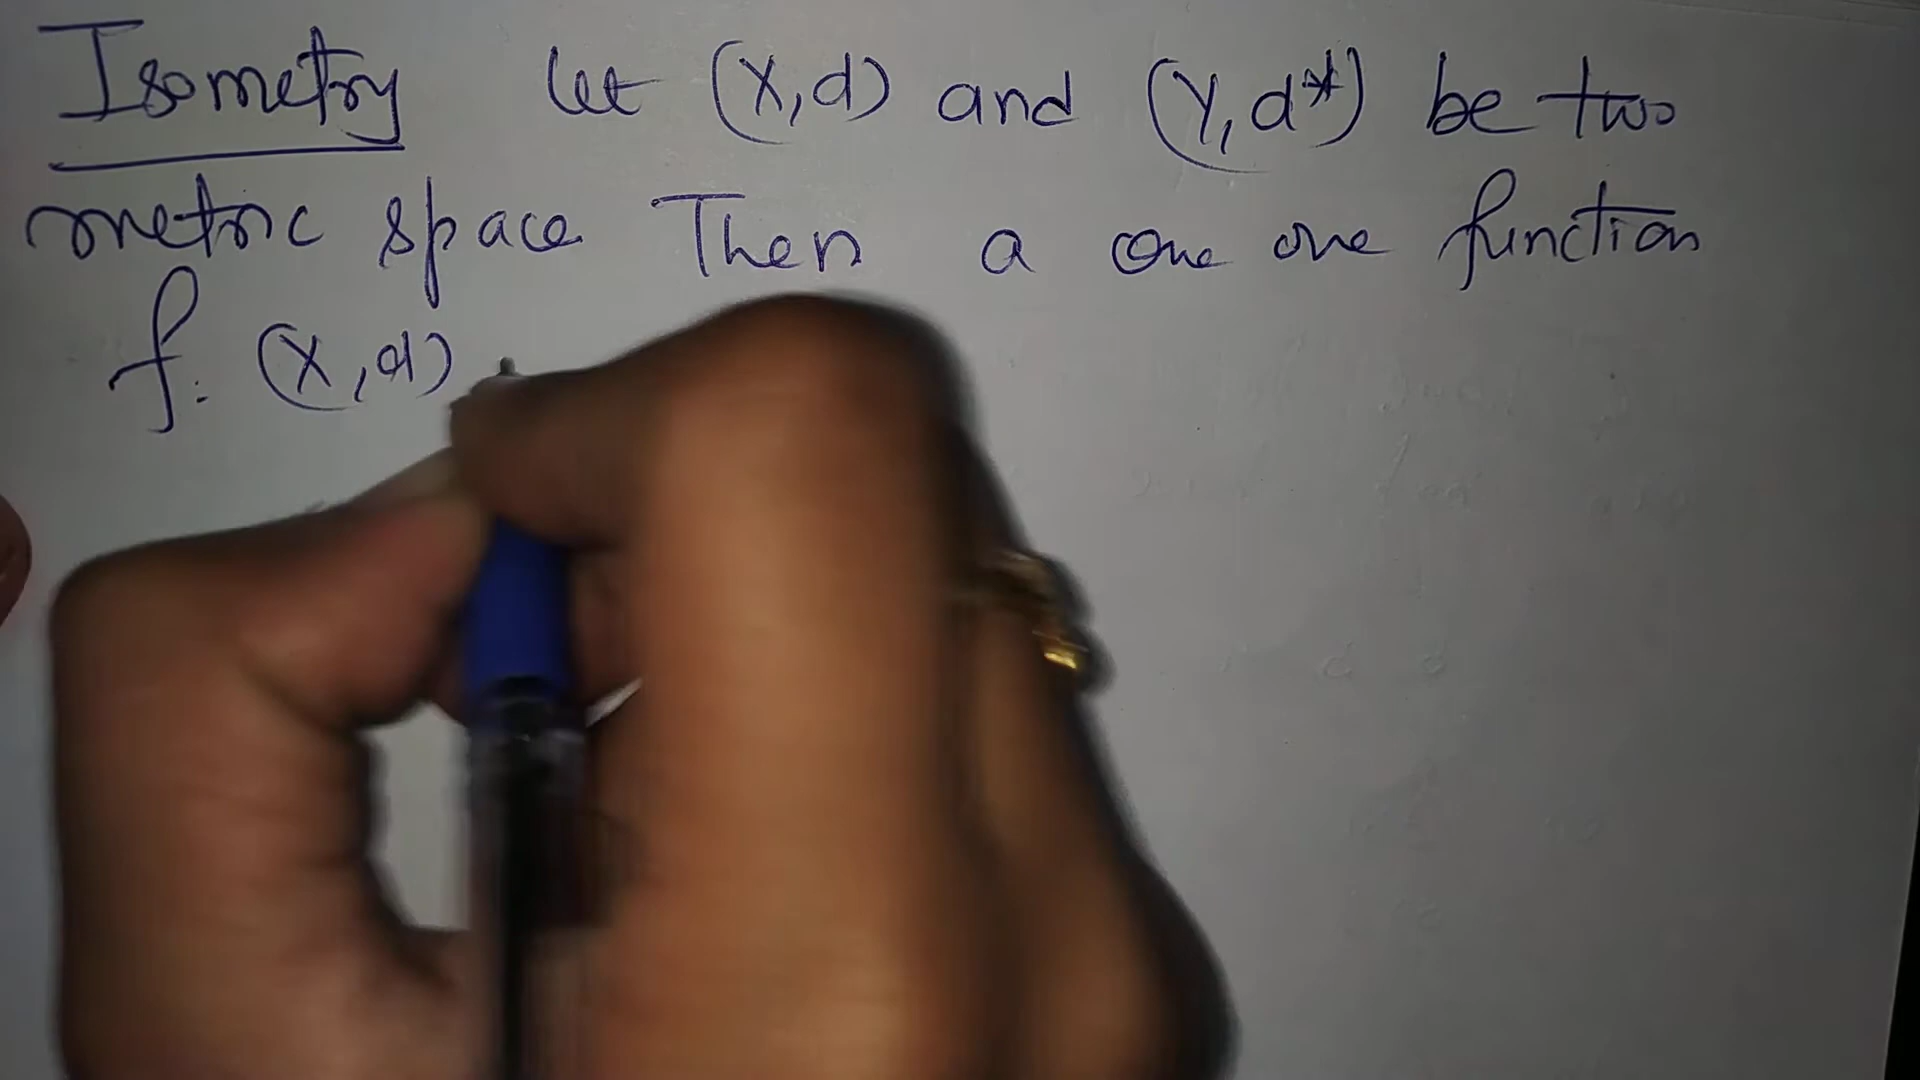 Isometry let (X,d) and (Y,d*) be two
metric space Then a one one function
f: (X,d)